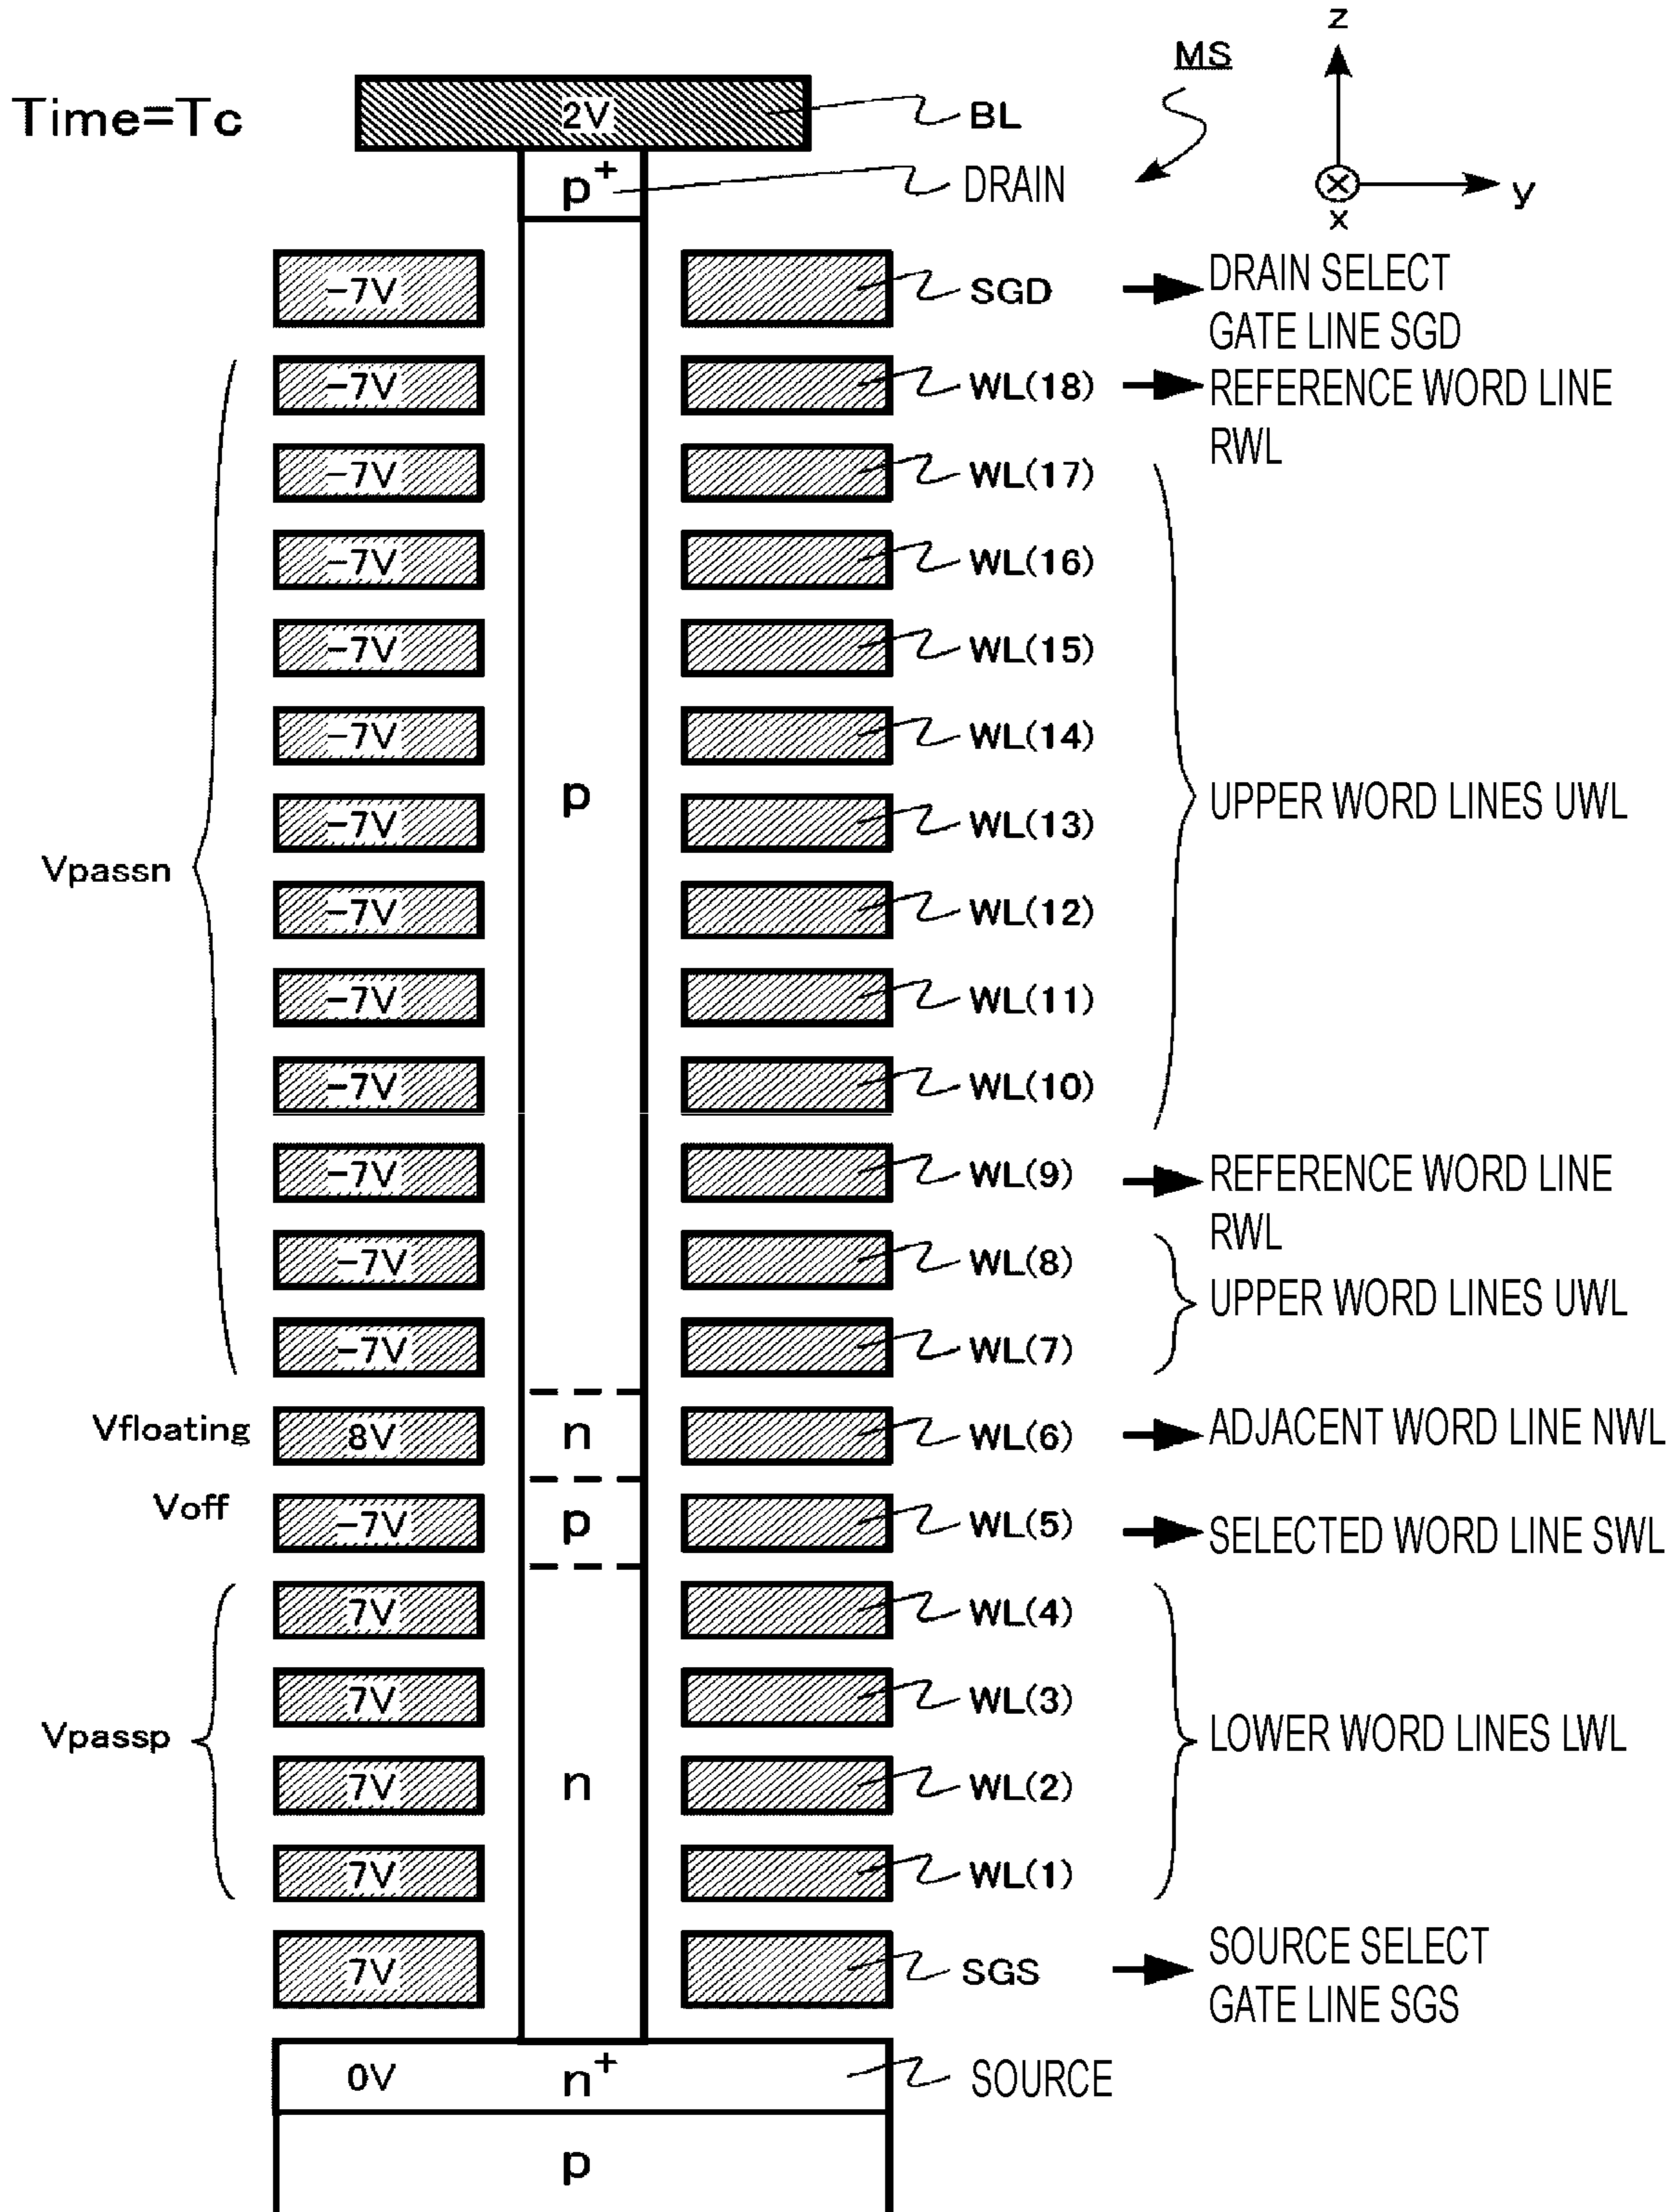 z
MS
Time=Tc
2V
BL
p+
DRAIN
y
x
-7V
SGD
DRAIN SELECT
GATE LINE SGD
-7V
WL(18)
REFERENCE WORD LINE
RWL
-7V
WL(17)
-7V
WL(16)
-7V
WL(15)
-7V
WL(14)
p
UPPER WORD LINES UWL
-7V
WL(13)
Vpassn
-7V
WL(12)
-7V
WL(11)
-7V
WL(10)
-7V
WL(9)
REFERENCE WORD LINE
RWL
-7V
WL(8)
UPPER WORD LINES UWL
-7V
WL(7)
Vfloating
8V
n
WL(6)
ADJACENT WORD LINE NWL
Voff
-7V
p
WL(5)
SELECTED WORD LINE SWL
7V
WL(4)
7V
WL(3)
Vpassp
LOWER WORD LINES LWL
7V
n
WL(2)
7V
WL(1)
7V
SGS
SOURCE SELECT
GATE LINE SGS
0V
n+
SOURCE
p